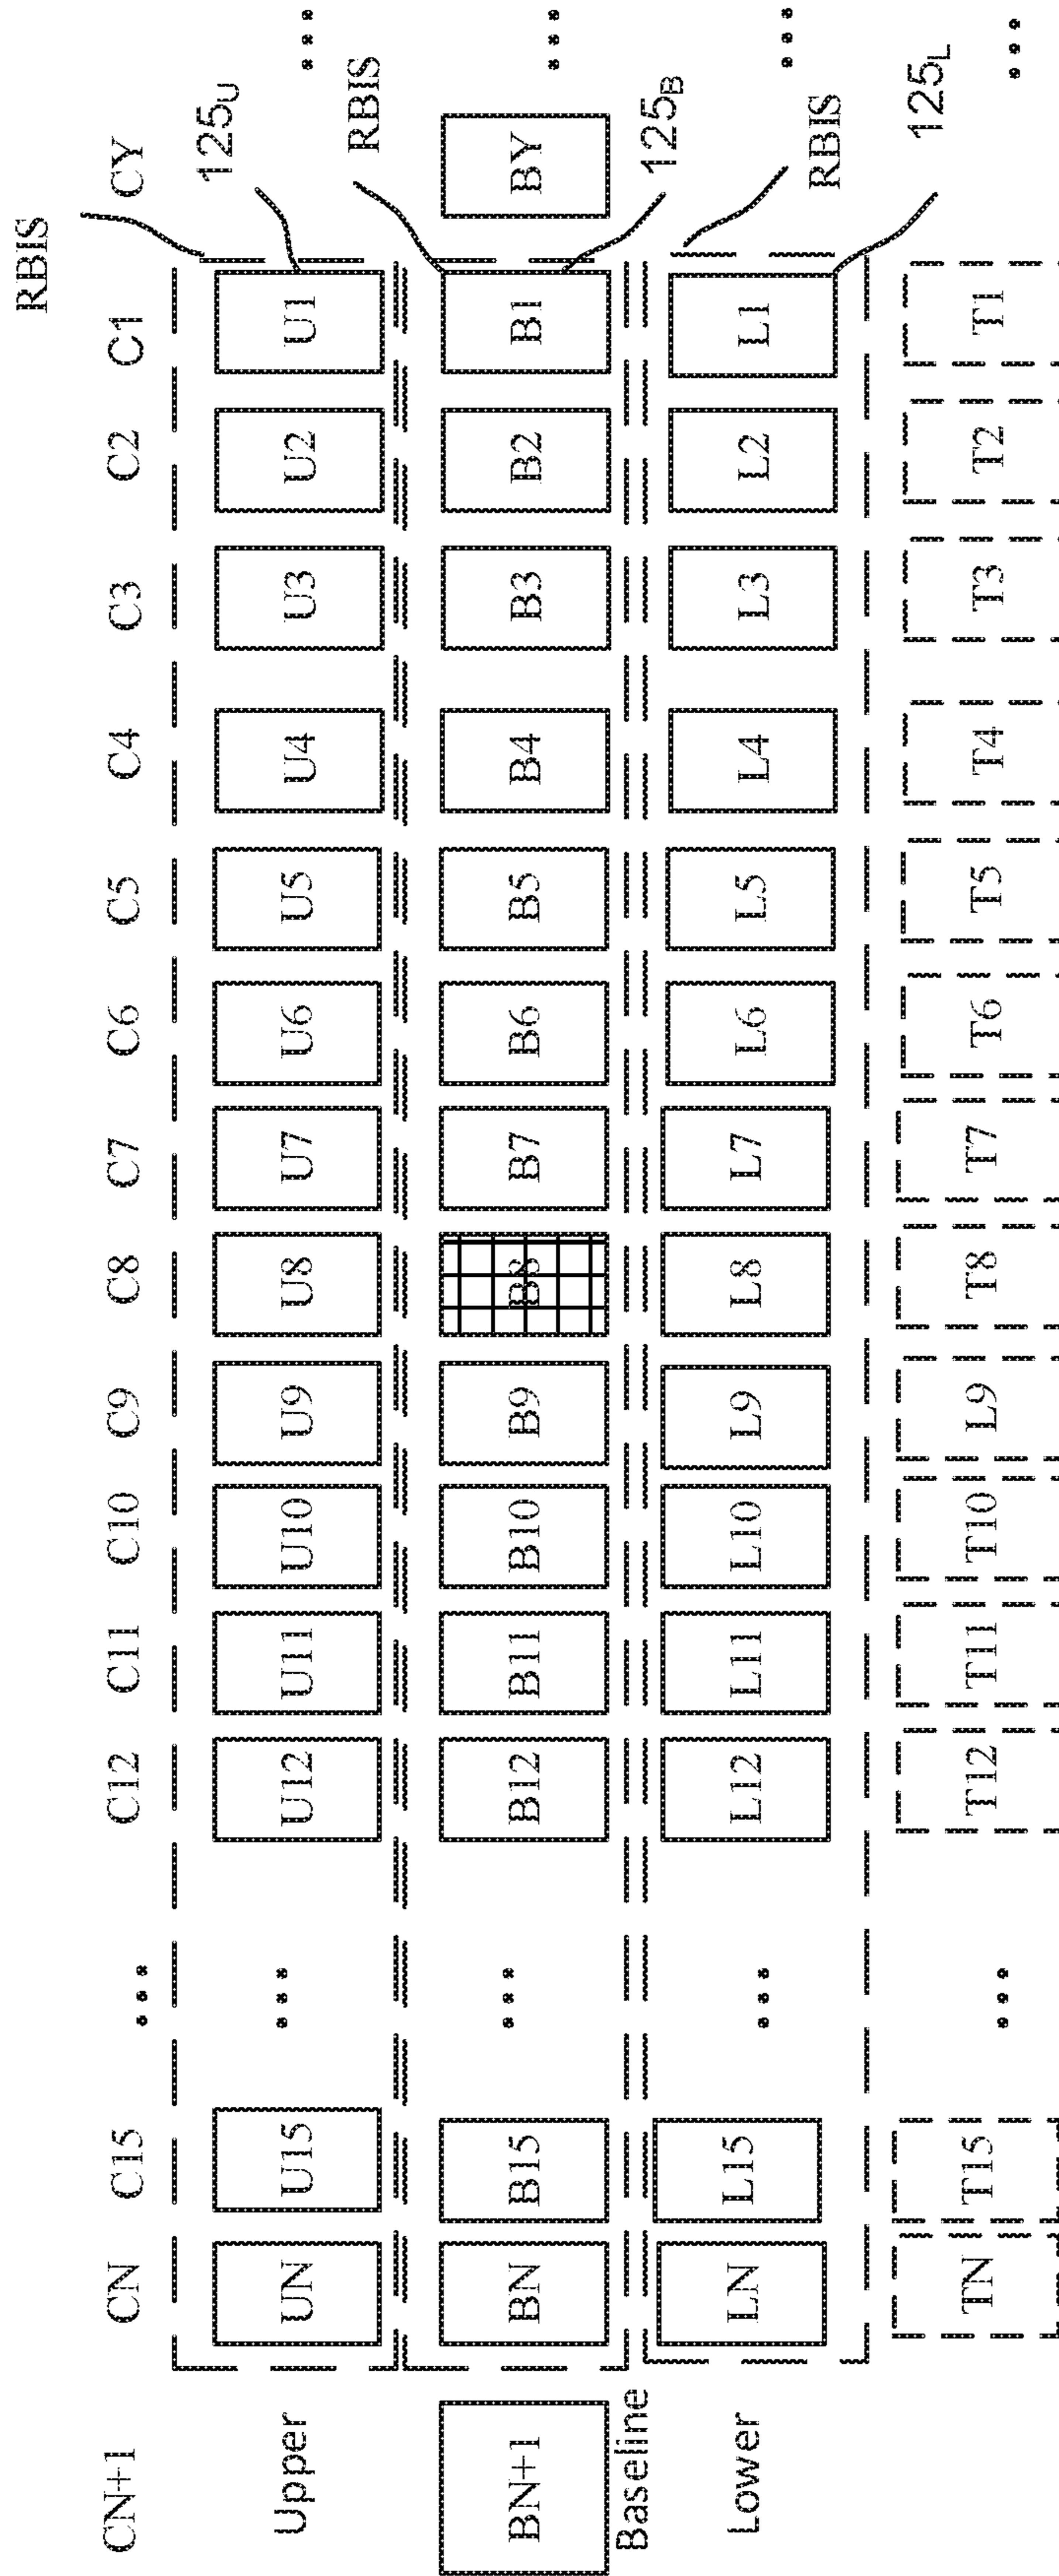 RBIS
CN+1 CN C15 ••• C12 C11 C10 C9 C8 C7 C6 C5 C4 C3 C2 C1 CY
125U
Upper UN U15 ••• U12 U11 U10 U9 U8 U7 U6 U5 U4 U3 U2 U1 •••
RBIS
BN+1 BN B15 ••• B12 B11 B10 B9 B8 B7 B6 B5 B4 B3 B2 B1 BY •••
Baseline
125B
Lower LN L15 ••• L12 L11 L10 L9 L8 L7 L6 L5 L4 L3 L2 L1 •••
RBIS
125L
TN T15 ••• T12 T11 T10 L9 T8 T7 T6 T5 T4 T3 T2 T1 •••